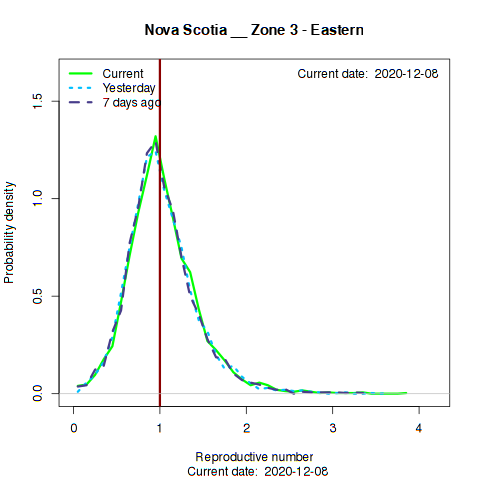 Nova Scotia __ Zone 3 - Eastern
Current
Yesterday
7 days ago
Current date: 2020-12-08
Probability density
0.0
0.5
1.0
1.5
0
1
2
3
4
Reproductive number
Current date: 2020-12-08